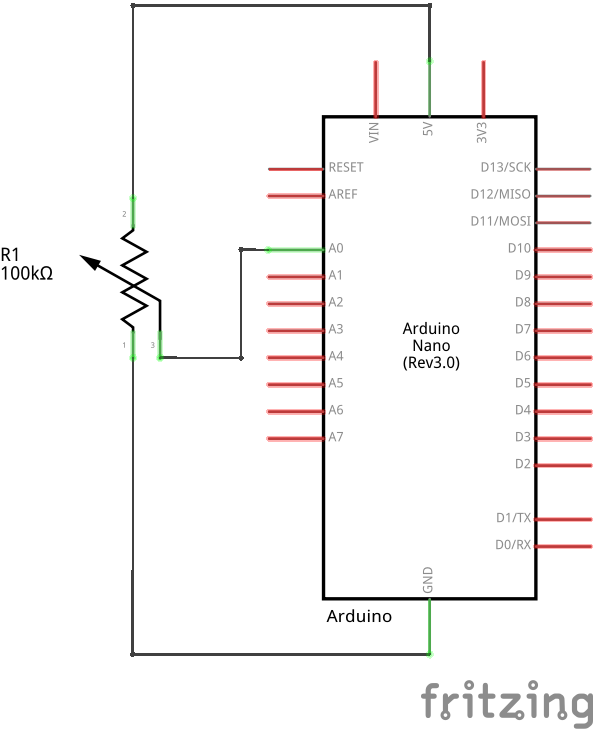 VIN
5V
3V3
RESET
AREF
A0
A1
A2
A3
A4
A5
A6
A7
D13/SCK
D12/MISO
D11/MOSI
D10
D9
D8
D7
D6
D5
D4
D3
D2
D1/TX
D0/RX
GND
Arduino
Nano
(Rev3.0)
Arduino
2
R1
100kΩ
1
3
fritzing